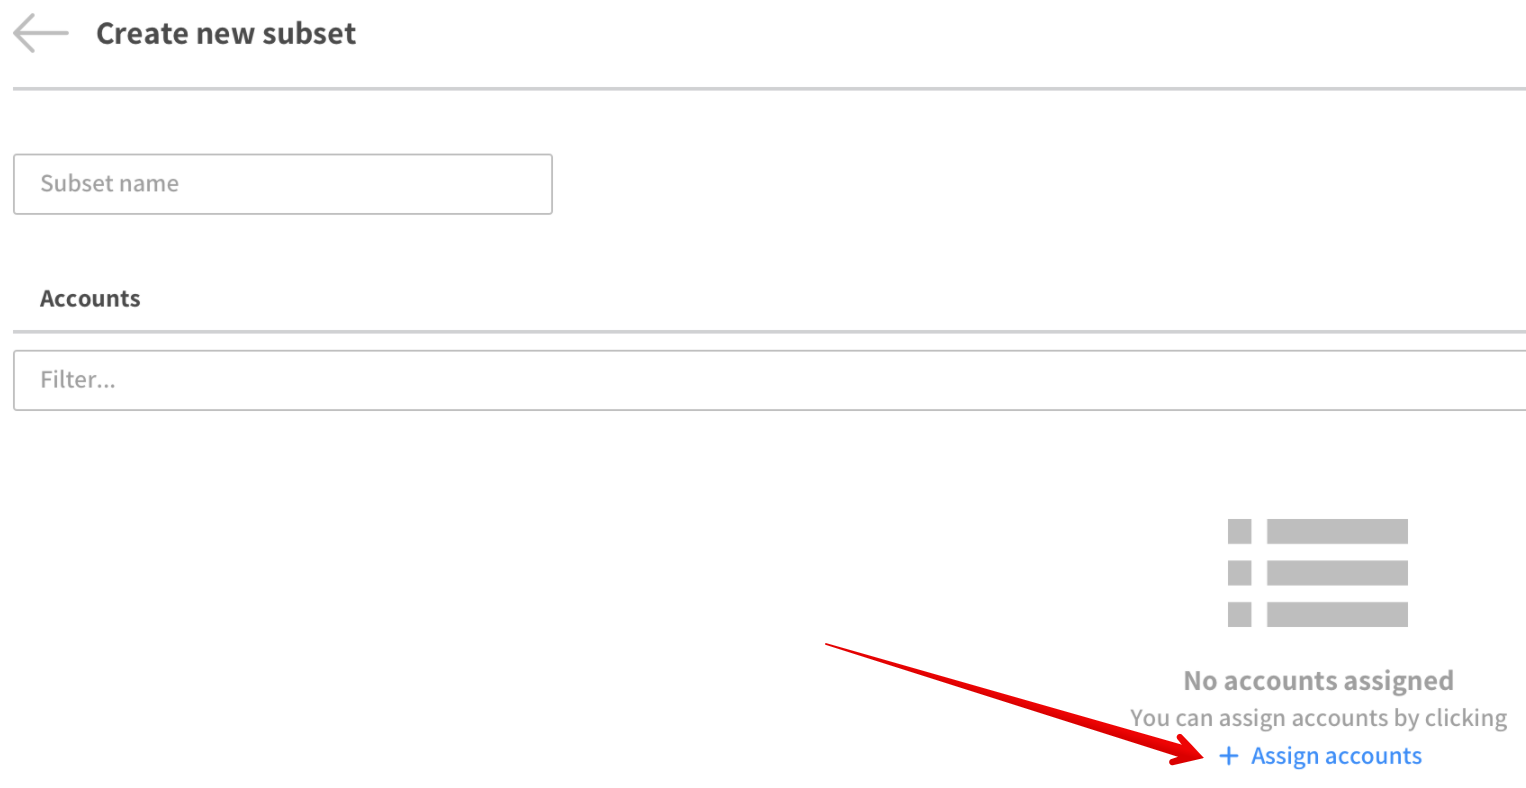 Create new subset
Subset name
Accounts
Filter...
No accounts assigned
You can assign accounts by clicking
+ Assign accounts